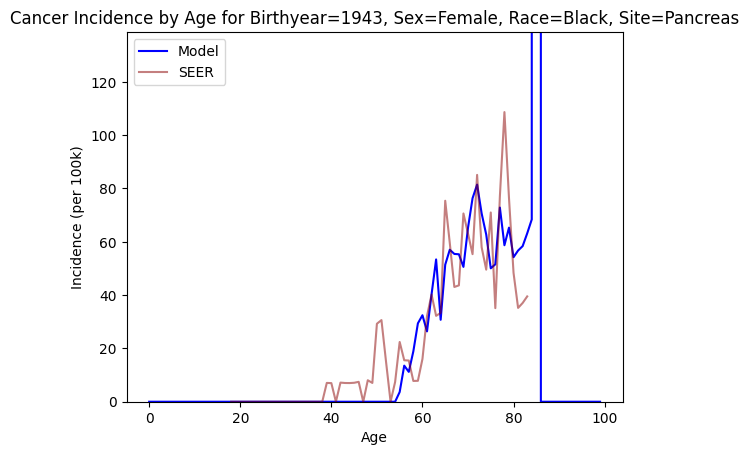 Cancer Incidence by Age for Birthyear=1943, Sex=Female, Race=Black, Site=Pancreas
Model
SEER
Incidence (per 100k)
120
100
80
60
40
20
0
0 20 40 60 80 100
Age